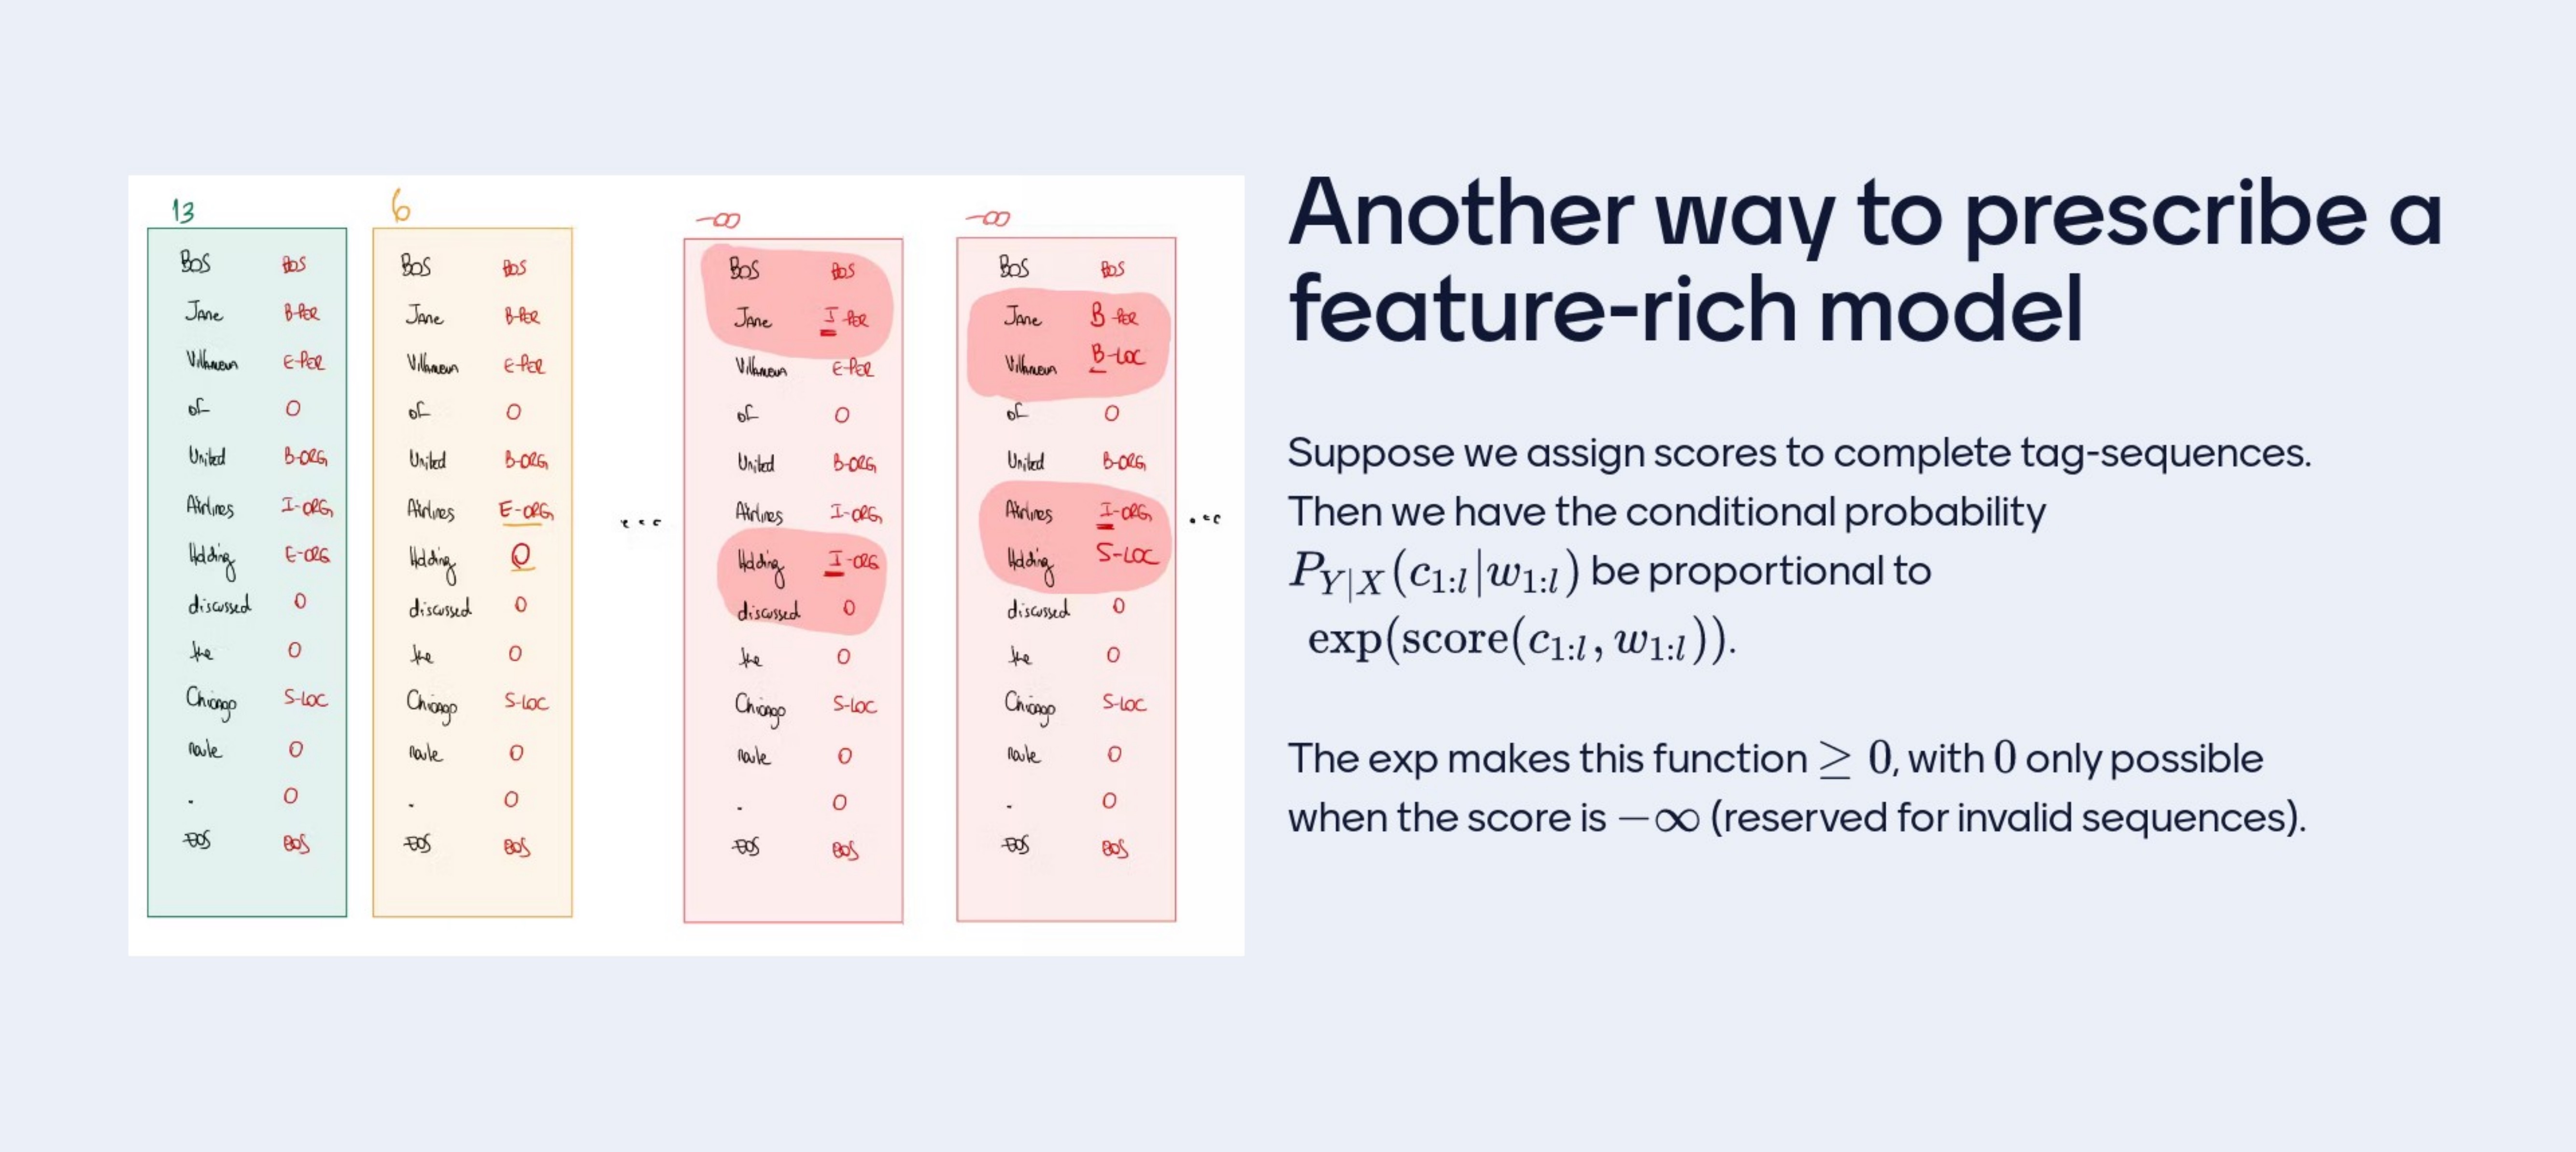 13
BOS BOS
Jane B-PER
Villanueva E-PER
of O
United B-ORG
Airlines I-ORG
Holding E-ORG
discussed O
the O
Chicago S-LOC
route O
. O
EOS EOS
6
BOS BOS
Jane B-PER
Villanueva E-PER
of O
United B-ORG
Airlines E-ORG
Holding O
discussed O
the O
Chicago S-LOC
route O
. O
EOS EOS
...
-∞
BOS BOS
Jane I-PER
Villanueva E-PER
of O
United B-ORG
Airlines I-ORG
Holding I-ORG
discussed O
the O
Chicago S-LOC
route O
. O
EOS EOS
-∞
BOS BOS
Jane B-PER
Villanueva B-LOC
of O
United B-ORG
Airlines I-ORG
Holding S-LOC
discussed O
the O
Chicago S-LOC
route O
. O
EOS EOS
...
Another way to prescribe a
feature-rich model
Suppose we assign scores to complete tag-sequences.
Then we have the conditional probability
P_{Y|X}(c_{1:l}|w_{1:l}) be proportional to
exp(score(c_{1:l}, w_{1:l})).
The exp makes this function ≥ 0, with 0 only possible
when the score is −∞ (reserved for invalid sequences).